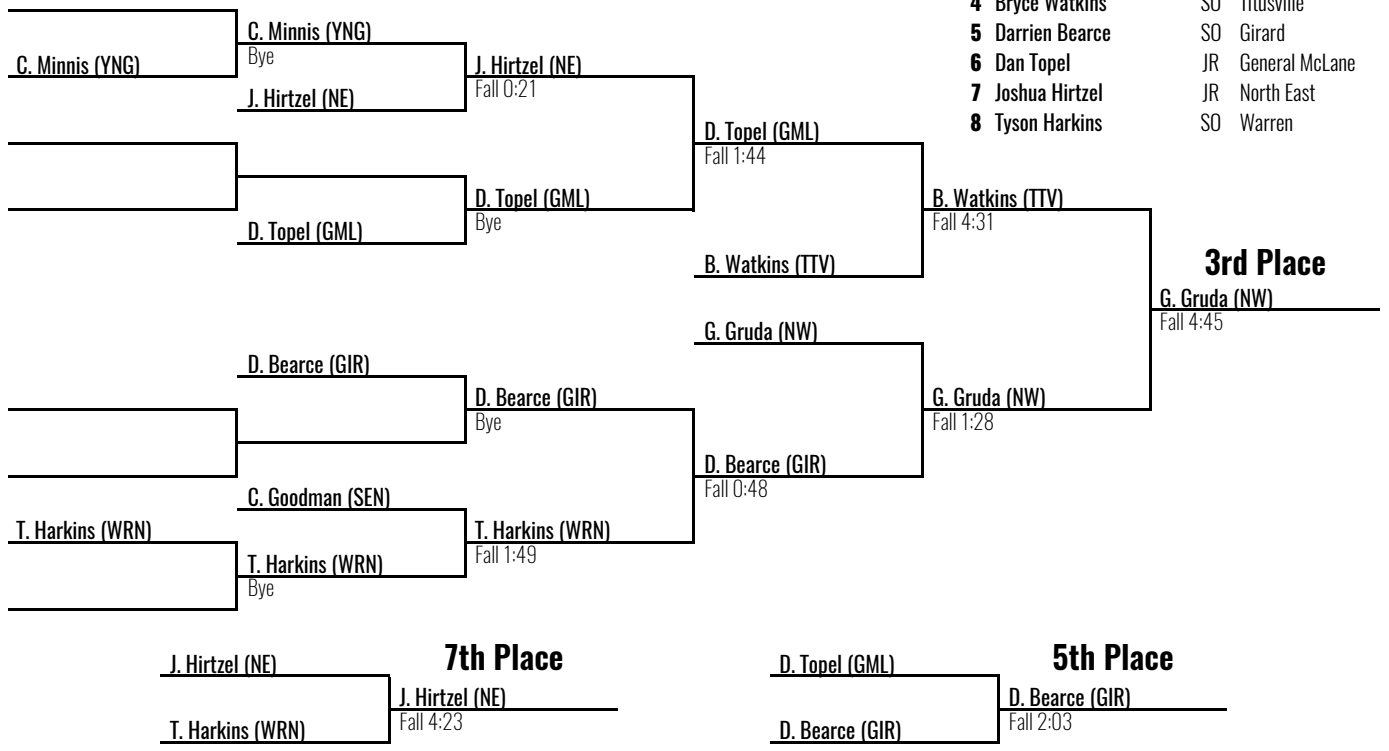 4 Bryce Watkins SO Titusville
5 Darrien Bearce SO Girard
6 Dan Topel JR General McLane
7 Joshua Hirtzel JR North East
8 Tyson Harkins SO Warren
C. Minnis (YNG)
C. Minnis (YNG)
Bye
J. Hirtzel (NE)
J. Hirtzel (NE)
Fall 0:21
D. Topel (GML)
D. Topel (GML)
Bye
D. Topel (GML)
Fall 1:44
B. Watkins (TTV)
B. Watkins (TTV)
Fall 4:31
3rd Place
G. Gruda (NW)
Fall 4:45
G. Gruda (NW)
G. Gruda (NW)
Fall 1:28
D. Bearce (GIR)
D. Bearce (GIR)
Bye
D. Bearce (GIR)
Fall 0:48
C. Goodman (SEN)
T. Harkins (WRN)
T. Harkins (WRN)
Bye
T. Harkins (WRN)
Fall 1:49
7th Place
J. Hirtzel (NE)
T. Harkins (WRN)
J. Hirtzel (NE)
Fall 4:23
5th Place
D. Topel (GML)
D. Bearce (GIR)
D. Bearce (GIR)
Fall 2:03